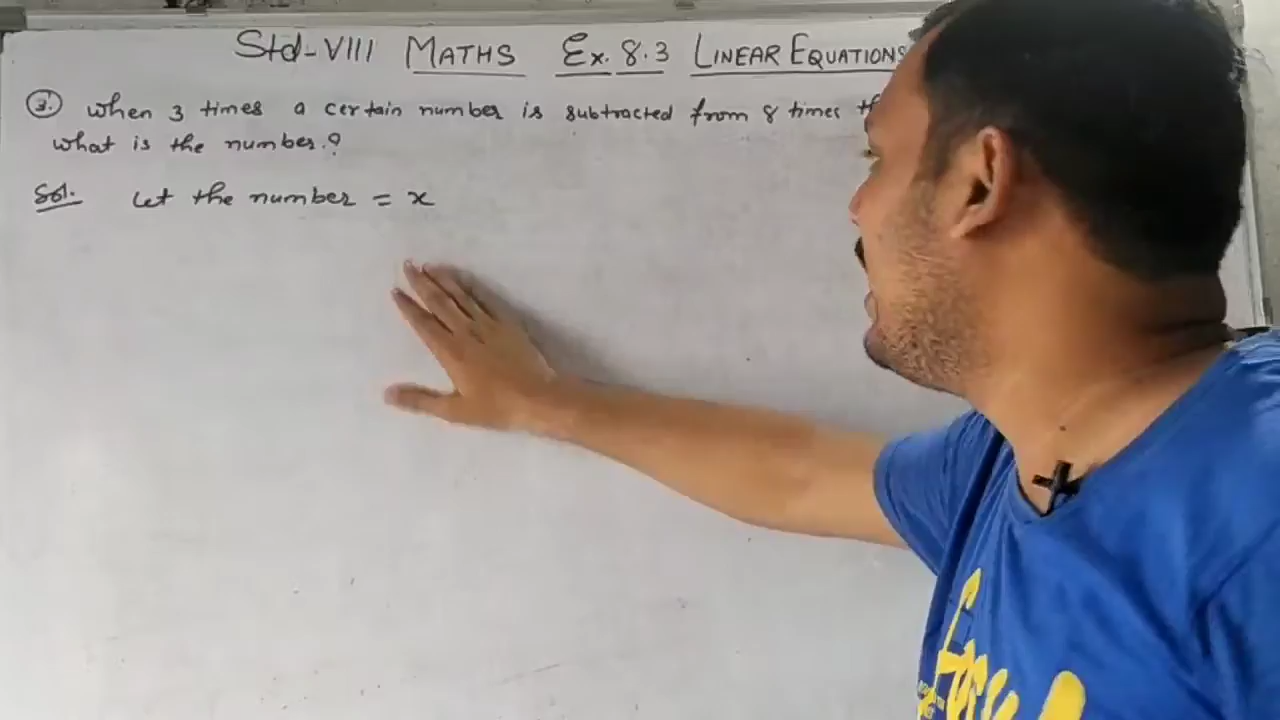 Std-VIII MATHS Ex. 8.3 LINEAR EQUATIONS
3. When 3 times a certain number is subtracted from 8 times
what is the number.?
Sol. Let the number = x